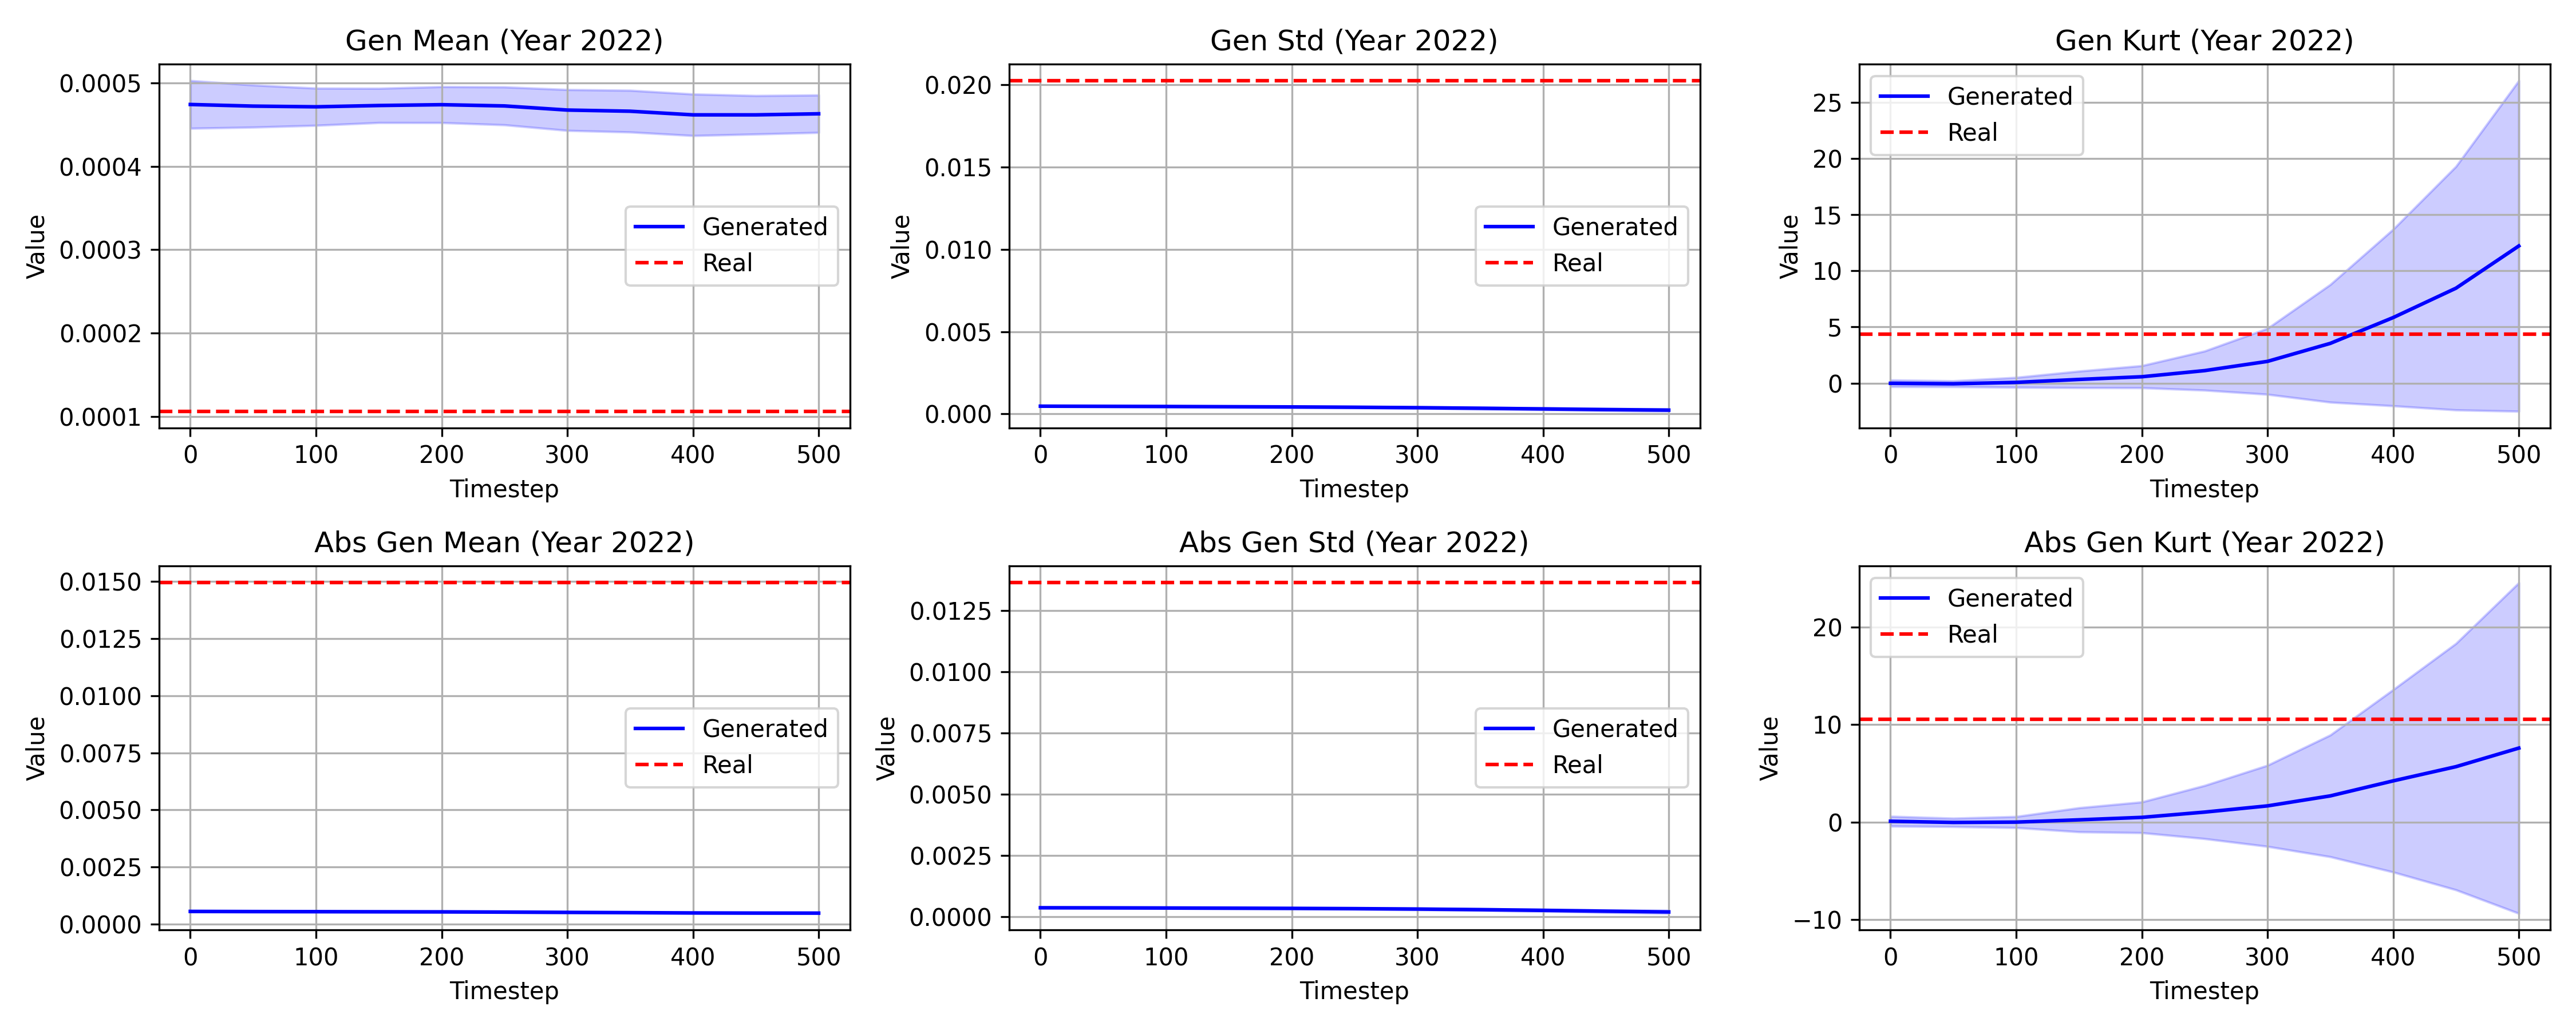 Gen Mean (Year 2022)
0.0005
0.0004
0.0003
0.0002
0.0001
Value
Generated
Real
0 100 200 300 400 500
Timestep
Gen Std (Year 2022)
0.020
0.015
0.010
0.005
0.000
Value
Generated
Real
0 100 200 300 400 500
Timestep
Gen Kurt (Year 2022)
25
20
15
10
5
0
Value
Generated
Real
0 100 200 300 400 500
Timestep
Abs Gen Mean (Year 2022)
0.0150
0.0125
0.0100
0.0075
0.0050
0.0025
0.0000
Value
Generated
Real
0 100 200 300 400 500
Timestep
Abs Gen Std (Year 2022)
0.0125
0.0100
0.0075
0.0050
0.0025
0.0000
Value
Generated
Real
0 100 200 300 400 500
Timestep
Abs Gen Kurt (Year 2022)
20
10
0
−10
Value
Generated
Real
0 100 200 300 400 500
Timestep